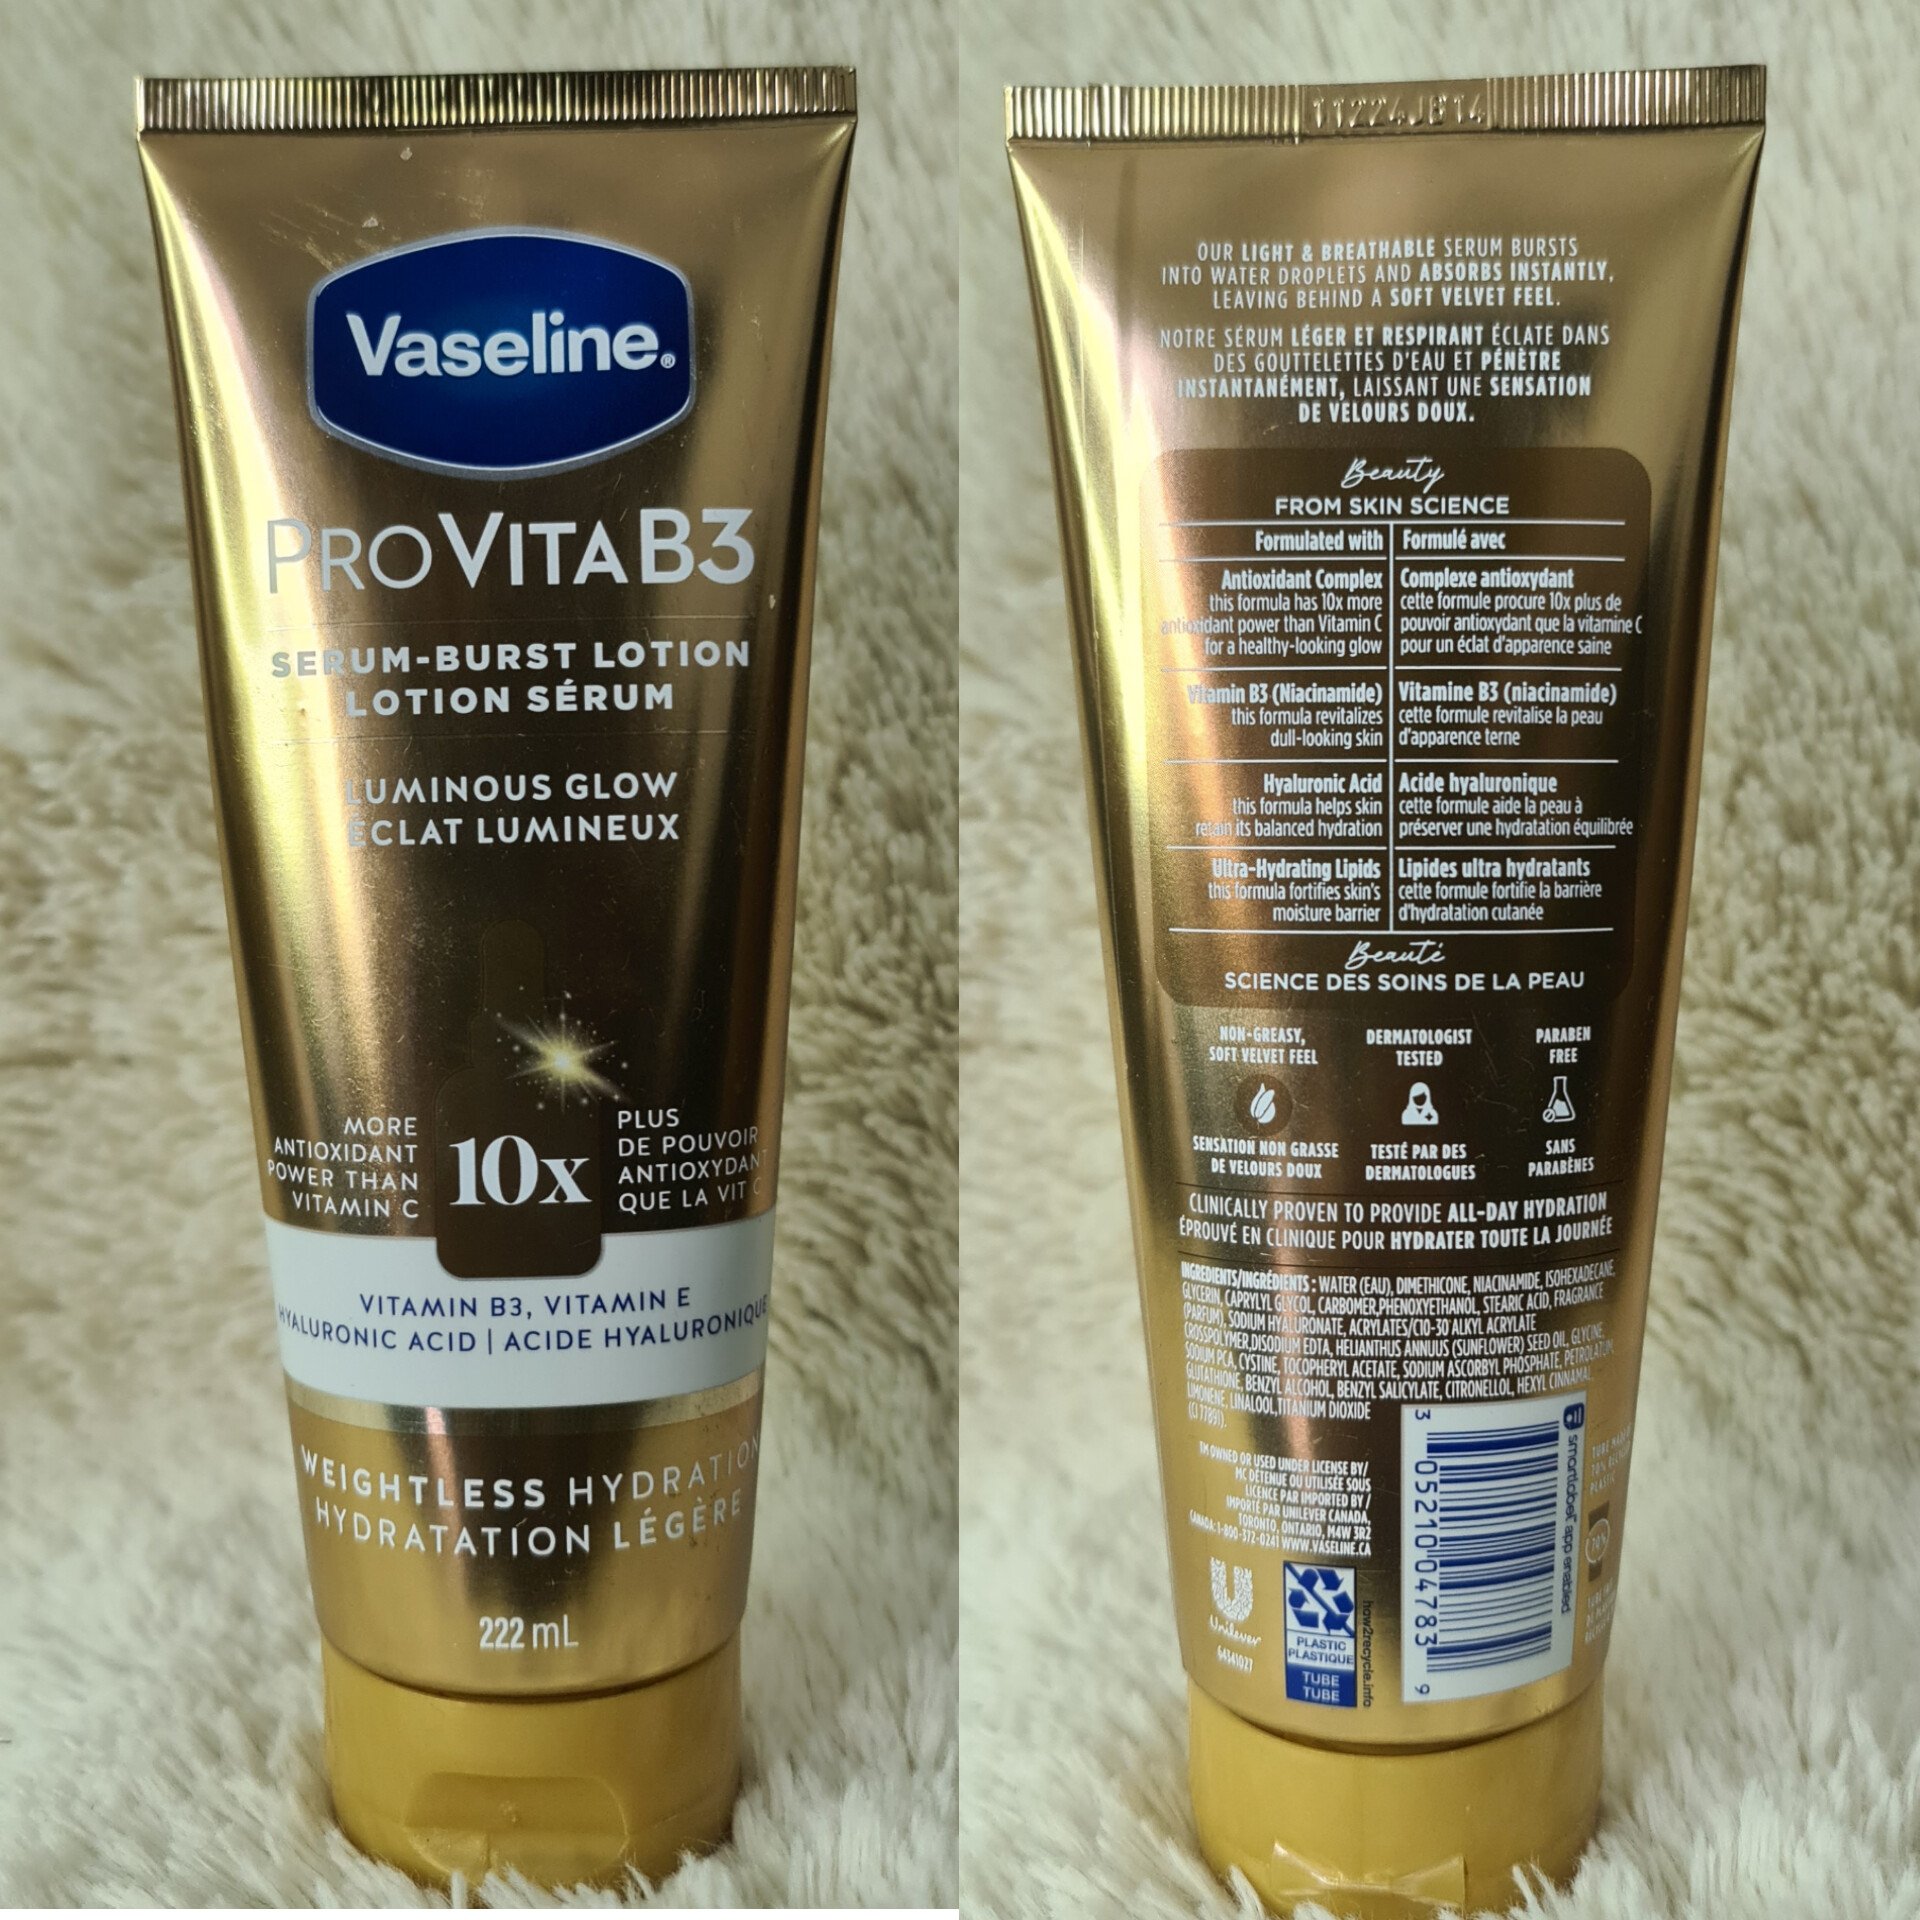 Vaseline®
PROVITAB3
SERUM-BURST LOTION
LOTION SÉRUM
LUMINOUS GLOW
ÉCLAT LUMINEUX
MORE
ANTIOXIDANT
POWER THAN
VITAMIN C
10x
PLUS
DE POUVOIR
ANTIOXYDANT
QUE LA VIT C
VITAMIN B3, VITAMIN E
HYALURONIC ACID | ACIDE HYALURONIQUE
WEIGHTLESS HYDRATION
HYDRATATION LÉGÈRE
222 mL
11224JB14
OUR LIGHT & BREATHABLE SERUM BURSTS
INTO WATER DROPLETS AND ABSORBS INSTANTLY,
LEAVING BEHIND A SOFT VELVET FEEL.
NOTRE SÉRUM LÉGER ET RESPIRANT ÉCLATE DANS
DES GOUTTELETTES D'EAU ET PÉNÈTRE
INSTANTANÉMENT, LAISSANT UNE SENSATION
DE VELOURS DOUX.
Beauty
FROM SKIN SCIENCE
Formulated with
Antioxidant Complex
this formula has 10x more
antioxidant power than Vitamin C
for a healthy-looking glow
Vitamin B3 (Niacinamide)
this formula revitalizes
dull-looking skin
Hyaluronic Acid
this formula helps skin
retain its balanced hydration
Ultra-Hydrating Lipids
this formula fortifies skin's
moisture barrier
Formulé avec
Complexe antioxydant
cette formule procure 10x plus de
pouvoir antioxydant que la vitamine C
pour un éclat d'apparence saine
Vitamine B3 (niacinamide)
cette formule revitalise la peau
d'apparence terne
Acide hyaluronique
cette formule aide la peau à
préserver une hydratation équilibrée
Lipides ultra hydratants
cette formule fortifie la barrière
d'hydratation cutanée
Beauté
SCIENCE DES SOINS DE LA PEAU
NON-GREASY,
SOFT VELVET FEEL
SENSATION NON GRASSE
DE VELOURS DOUX
DERMATOLOGIST
TESTED
TESTÉ PAR DES
DERMATOLOGUES
PARABEN
FREE
SANS
PARABÈNES
CLINICALLY PROVEN TO PROVIDE ALL-DAY HYDRATION
ÉPROUVÉ EN CLINIQUE POUR HYDRATER TOUTE LA JOURNÉE
INGREDIENTS/INGRÉDIENTS : WATER (EAU), DIMETHICONE, NIACINAMIDE, ISOHEXADECANE,
GLYCERIN, CAPRYLYL GLYCOL, CARBOMER,PHENOXYETHANOL, STEARIC ACID, FRAGRANCE
(PARFUM), SODIUM HYALURONATE, ACRYLATES/C10-30 ALKYL ACRYLATE
CROSSPOLYMER,DISODIUM EDTA, HELIANTHUS ANNUUS (SUNFLOWER) SEED OIL, GLYCINE,
SODIUM PCA, CYSTINE, TOCOPHERYL ACETATE, SODIUM ASCORBYL PHOSPHATE, PETROLATUM,
GLUTATHIONE, BENZYL ALCOHOL, BENZYL SALICYLATE, CITRONELLOL, HEXYL CINNAMAL,
LIMONENE, LINALOOL,TITANIUM DIOXIDE
(CI 77891).
TM OWNED OR USED UNDER LICENSE BY/
MC DÉTENUE OU UTILISÉE SOUS
LICENCE PAR IMPORTED BY /
IMPORTÉ PAR UNILEVER CANADA,
TORONTO, ONTARIO, M4W 3R2
CANADA: 1-800-372-0241 WWW.VASELINE.CA
Unilever
64341027
PLASTIC
PLASTIQUE
TUBE
TUBE
how2recycle.info
3 05210 04783 9
smartlabel app enabled